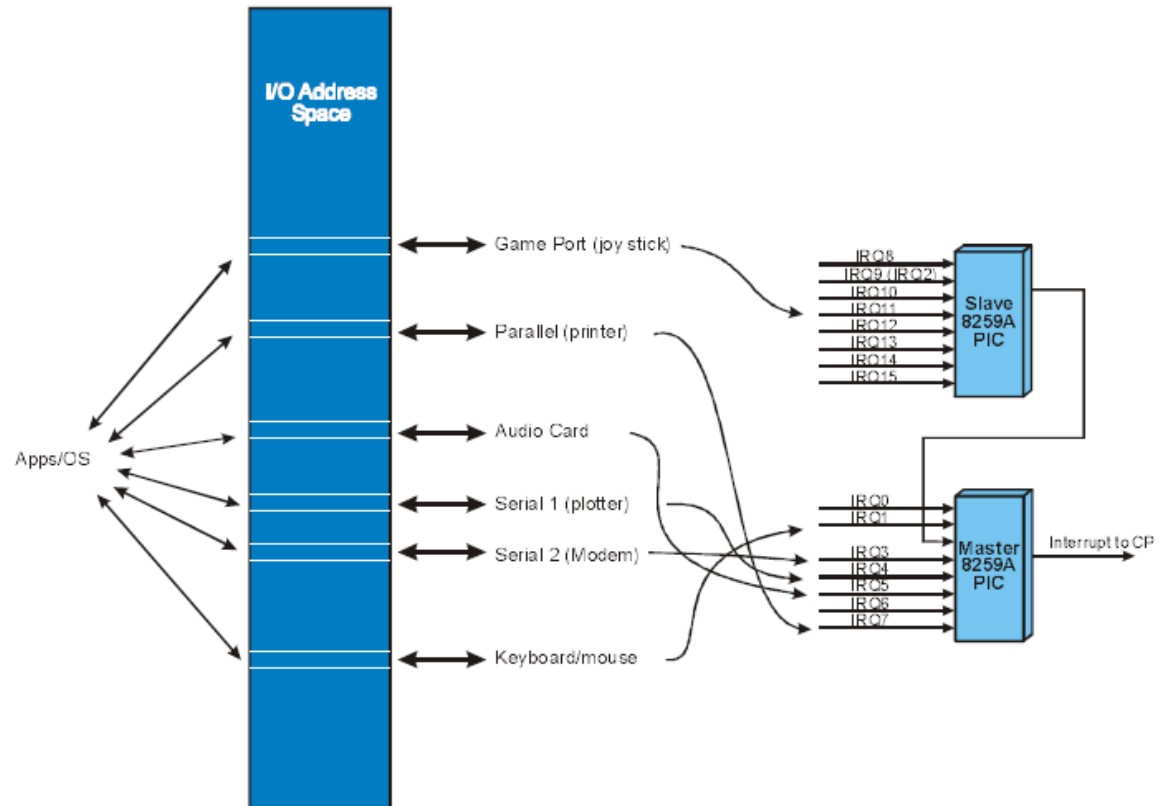 I/O Address
Space
Game Port (joy stick)
Parallel (printer)
Audio Card
Serial 1 (plotter)
Serial 2 (Modem)
Keyboard/mouse
Apps/OS
IRQ8
IRQ9 (IRQ2)
IRQ10
IRQ11
IRQ12
IRQ13
IRQ14
IRQ15
Slave
8259A
PIC
IRQ0
IRQ1
IRQ3
IRQ4
IRQ5
IRQ6
IRQ7
Master
8259A
PIC
Interrupt to CP